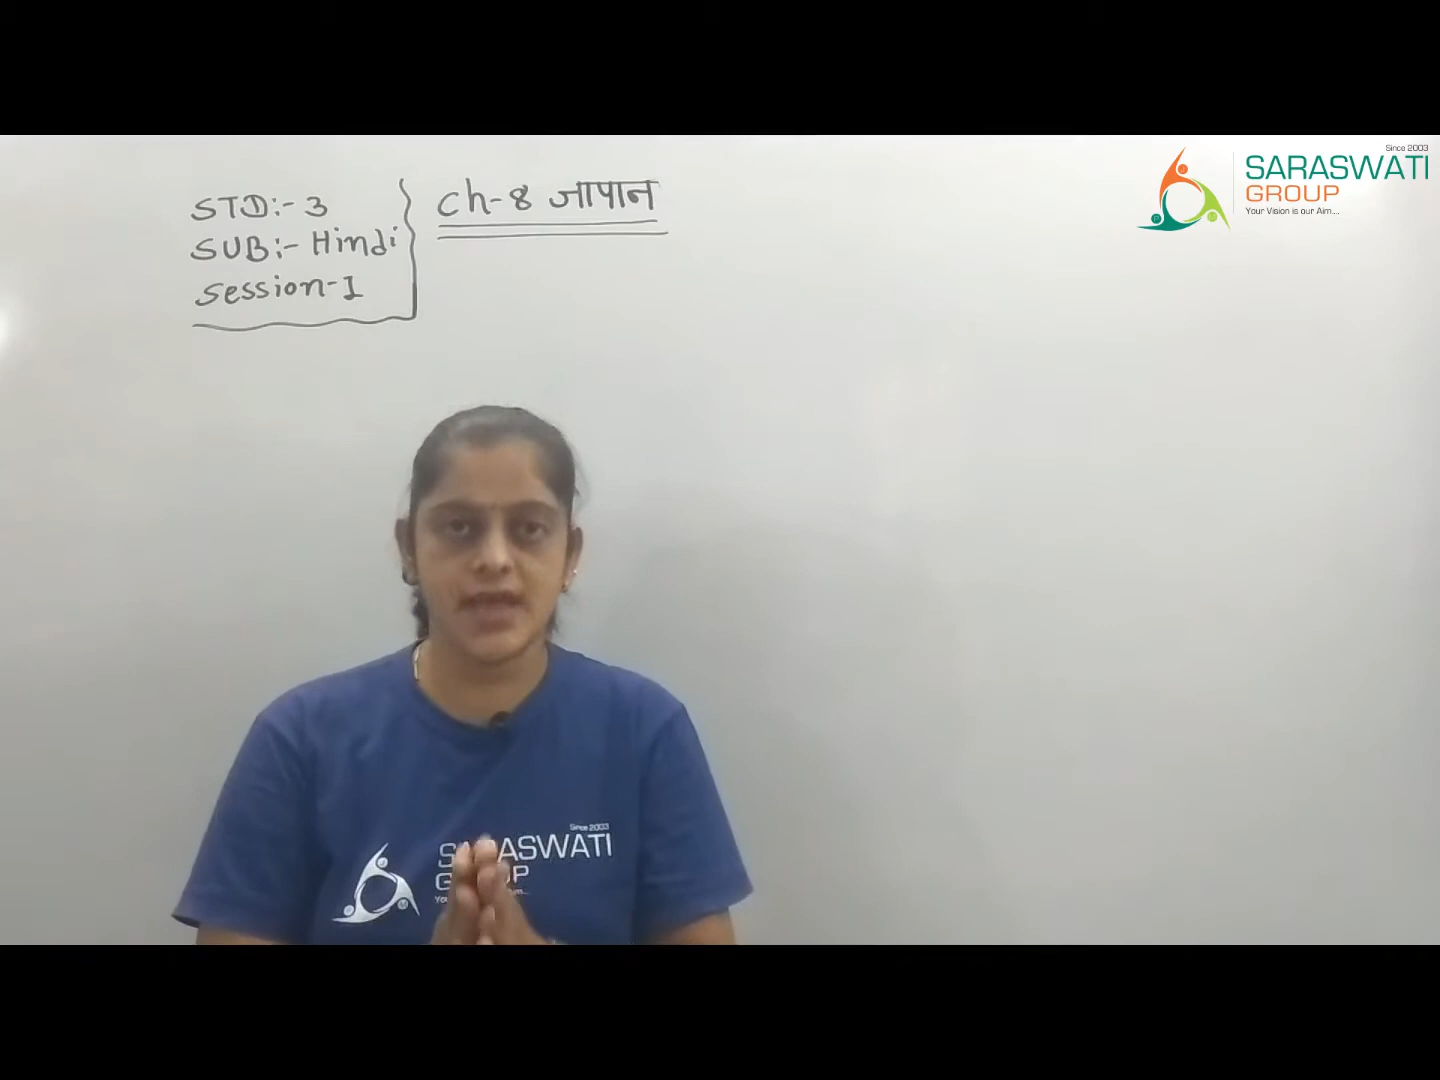 STD:- 3
SUB:- Hindi
Session-1
Ch-8 जापान
Since 2003
SARASWATI
GROUP
Your Vision is our Aim....
Since 2003
SARASWATI